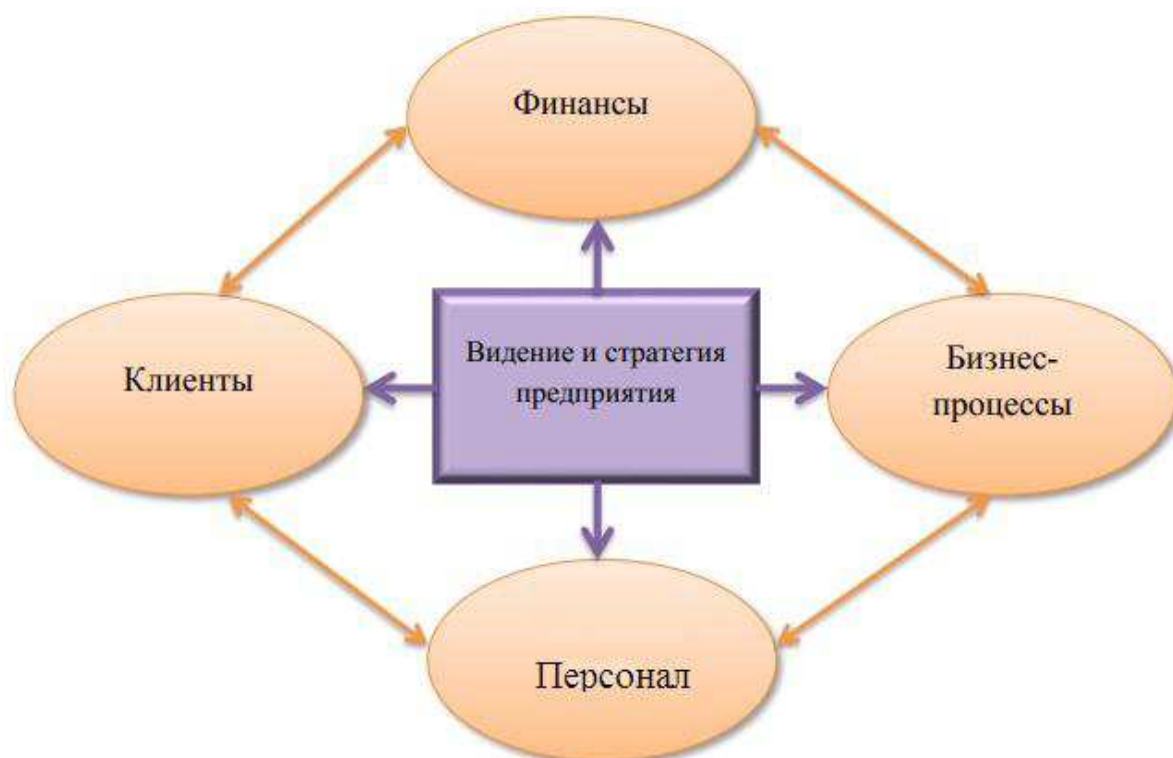 Финансы
Клиенты
Видение и стратегия
предприятия
Бизнес-
процессы
Персонал